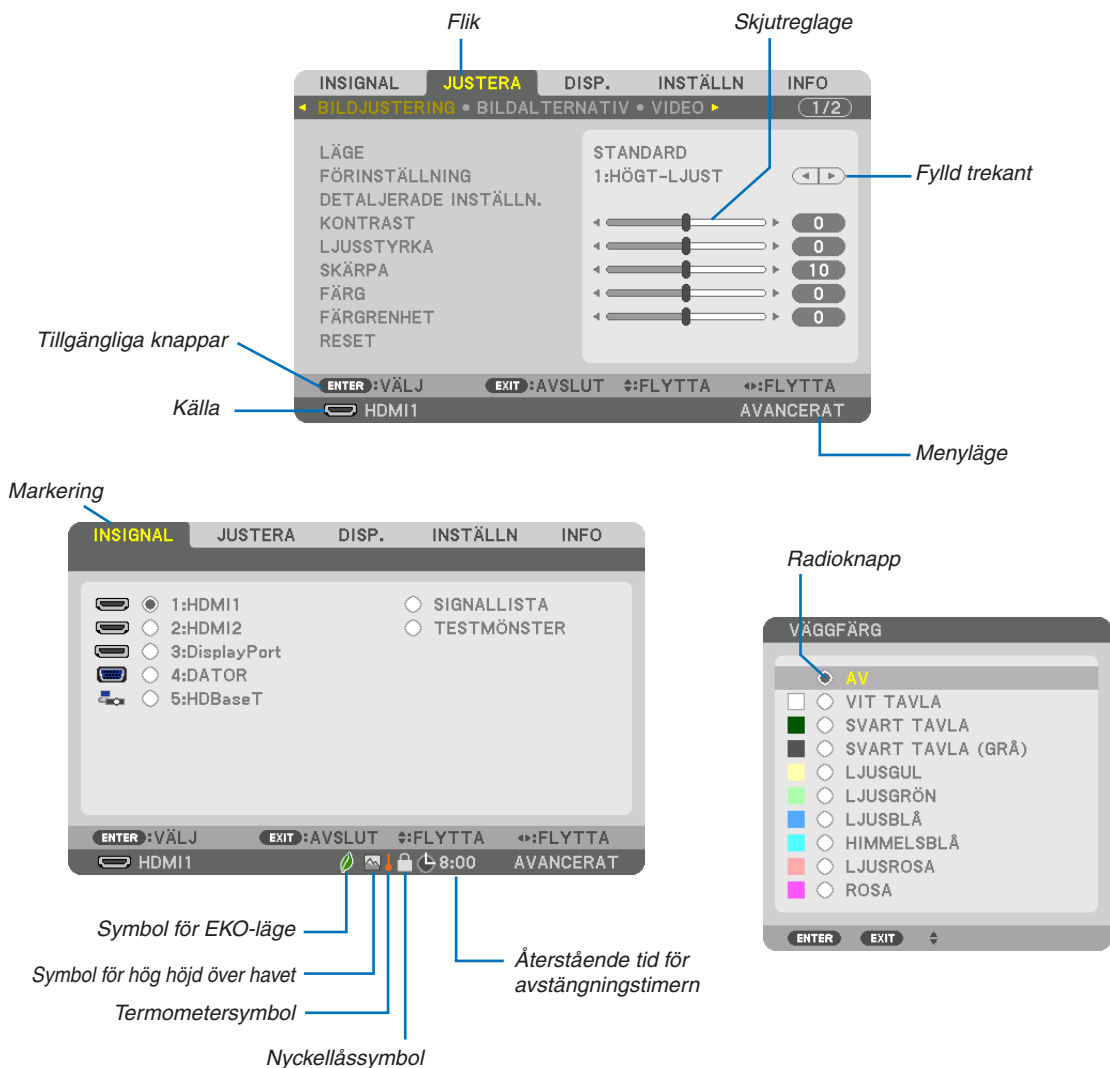 Flik
Skjutreglage
INSIGNAL JUSTERA DISP. INSTÄLLN INFO
BILDJUSTERING • BILDALTERNATIV • VIDEO 1/2
LÄGE STANDARD
FÖRINSTÄLLNING 1:HÖGT-LJUST
Fylld trekant
DETALJERADE INSTÄLLN.
KONTRAST 0
LJUSSTYRKA 0
SKÄRPA 10
FÄRG 0
FÄRGRENHET 0
RESET
Tillgängliga knappar
ENTER :VÄLJ EXIT :AVSLUT :FLYTTA :FLYTTA
Källa
HDMI1 AVANCERAT
Menyläge
Markering
INSIGNAL JUSTERA DISP. INSTÄLLN INFO
1:HDMI1 SIGNALLISTA
2:HDMI2 TESTMÖNSTER
3:DisplayPort
4:DATOR
5:HDBaseT
ENTER :VÄLJ EXIT :AVSLUT :FLYTTA :FLYTTA
HDMI1 8:00 AVANCERAT
Symbol för EKO-läge
Symbol för hög höjd över havet
Termometersymbol
Nyckellåssymbol
Återstående tid för
avstängningstimern
Radioknapp
VÄGGFÄRG
AV
VIT TAVLA
SVART TAVLA
SVART TAVLA (GRÅ)
LJUSGUL
LJUSGRÖN
LJUSBLÅ
HIMMELSBLÅ
LJUSROSA
ROSA
ENTER EXIT